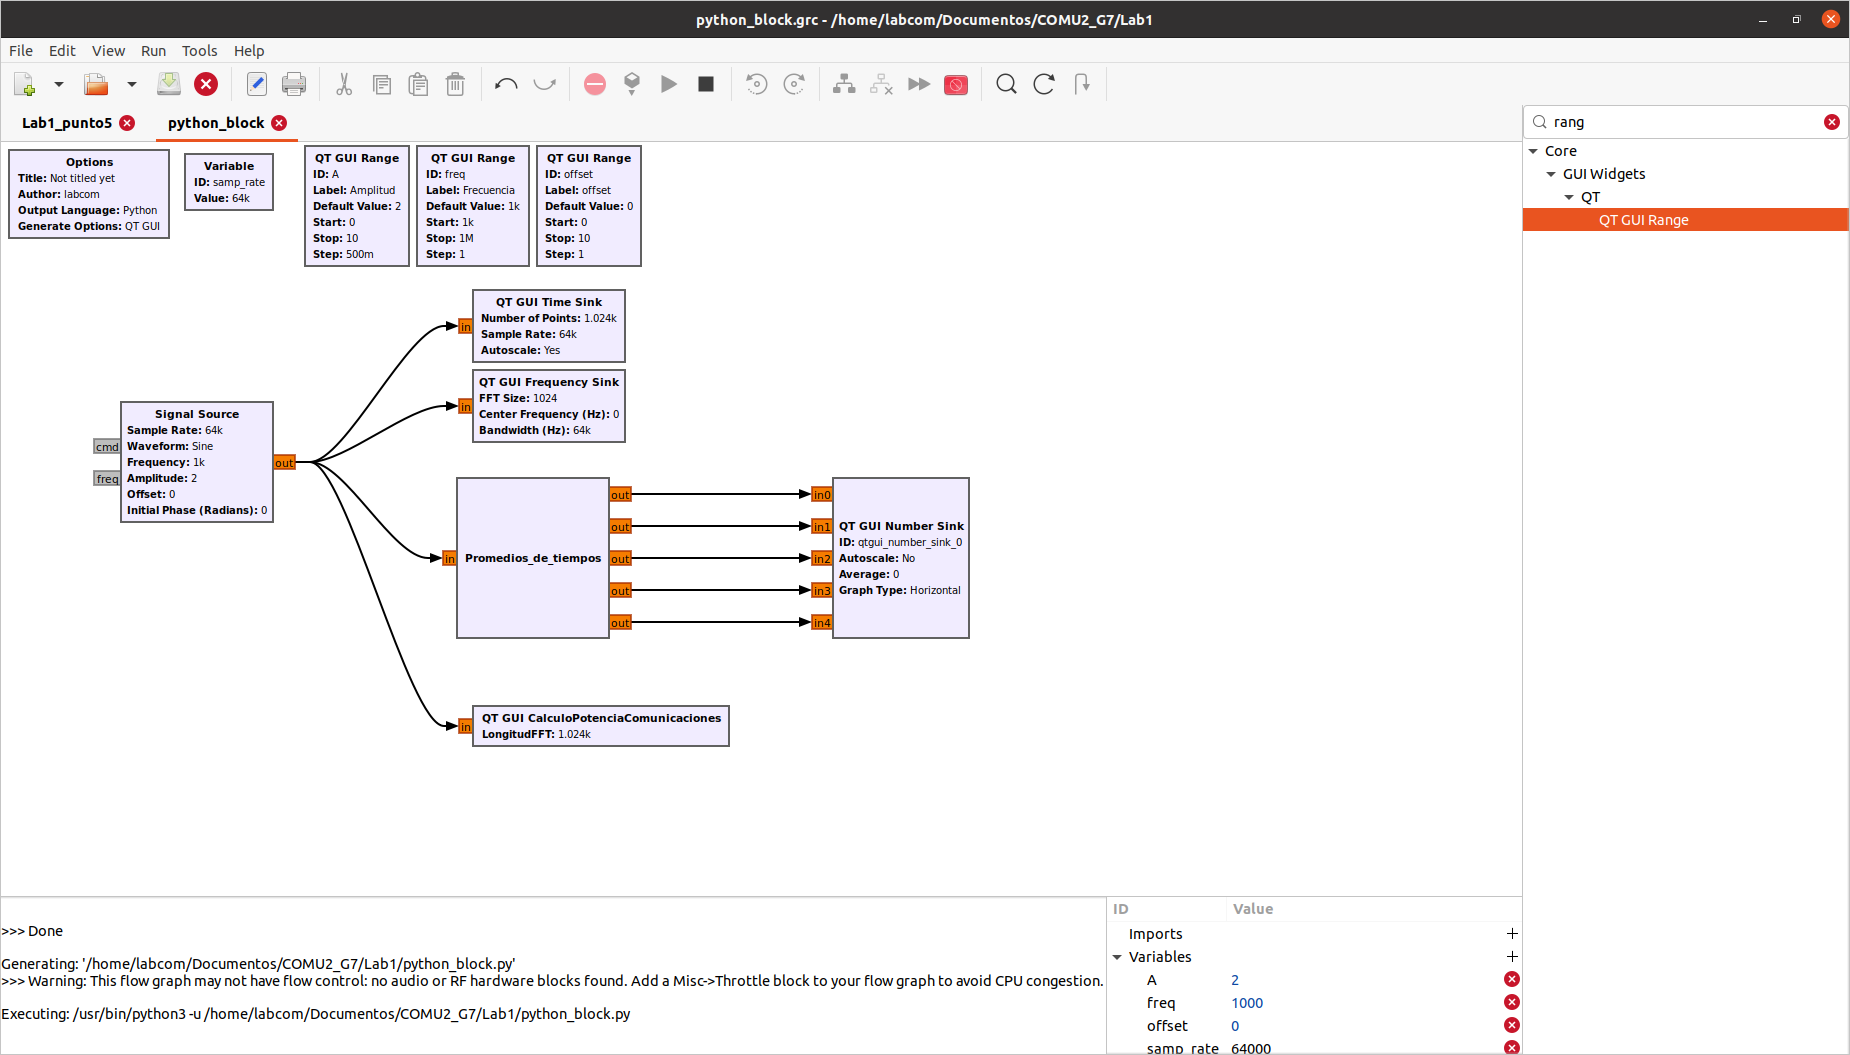 python_block.grc - /home/labcom/Documentos/COMU2_G7/Lab1
File Edit View Run Tools Help
Lab1_punto5 python_block
Options
Title: Not titled yet
Author: labcom
Output Language: Python
Generate Options: QT GUI
Variable
ID: samp_rate
Value: 64k
QT GUI Range
ID: A
Label: Amplitud
Default Value: 2
Start: 0
Stop: 10
Step: 500m
QT GUI Range
ID: freq
Label: Frecuencia
Default Value: 1k
Start: 1k
Stop: 1M
Step: 1
QT GUI Range
ID: offset
Label: offset
Default Value: 0
Start: 0
Stop: 10
Step: 1
QT GUI Time Sink
Number of Points: 1.024k
Sample Rate: 64k
Autoscale: Yes
in
QT GUI Frequency Sink
FFT Size: 1024
Center Frequency (Hz): 0
Bandwidth (Hz): 64k
in
Signal Source
Sample Rate: 64k
Waveform: Sine
Frequency: 1k
Amplitude: 2
Offset: 0
Initial Phase (Radians): 0
cmd
freq
out
in
Promedios_de_tiempos
out
out
out
out
out
in0
in1
in2
in3
in4
QT GUI Number Sink
ID: qtgui_number_sink_0
Autoscale: No
Average: 0
Graph Type: Horizontal
in
QT GUI CalculoPotenciaComunicaciones
LongitudFFT: 1.024k
rang
Core
GUI Widgets
QT
QT GUI Range
>>> Done
Generating: '/home/labcom/Documentos/COMU2_G7/Lab1/python_block.py'
>>> Warning: This flow graph may not have flow control: no audio or RF hardware blocks found. Add a Misc->Throttle block to your flow graph to avoid CPU congestion.
Executing: /usr/bin/python3 -u /home/labcom/Documentos/COMU2_G7/Lab1/python_block.py
ID Value
Imports
Variables
A 2
freq 1000
offset 0
samp_rate 64000